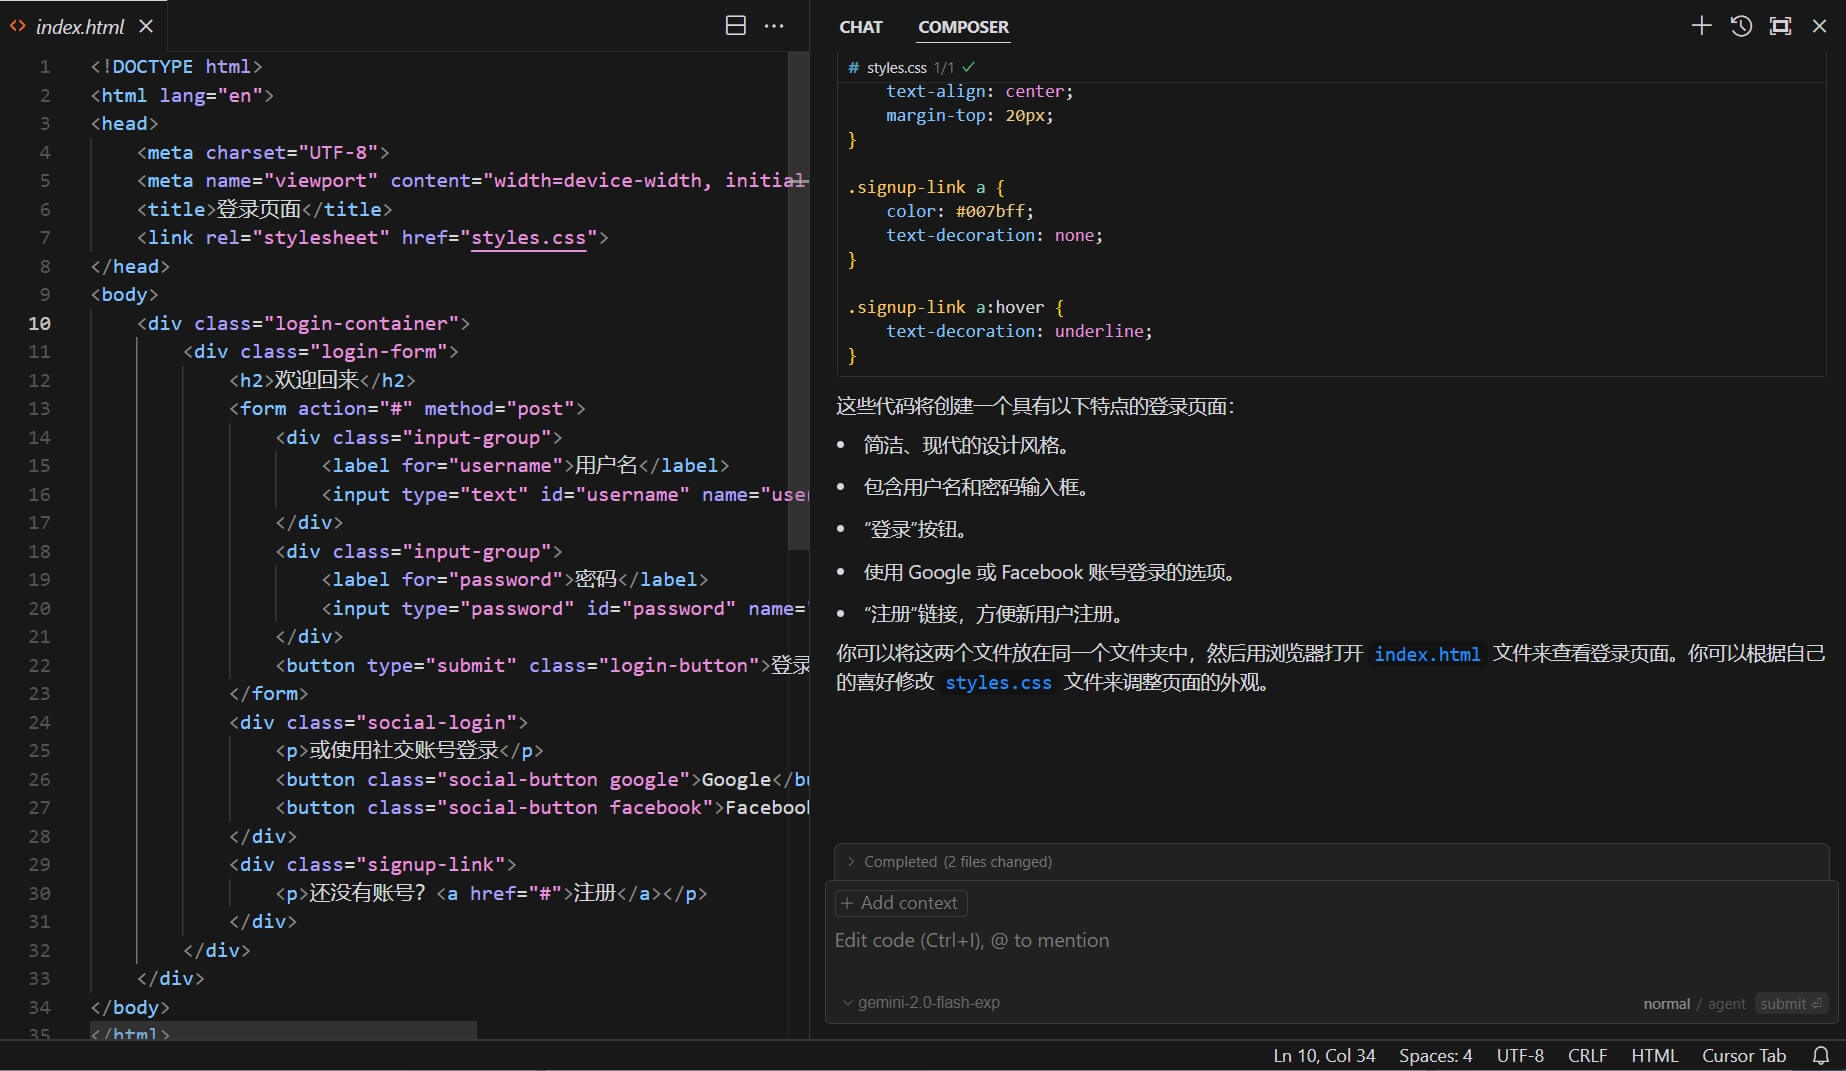 index.html
1 <!DOCTYPE html>
2 <html lang="en">
3 <head>
4 <meta charset="UTF-8">
5 <meta name="viewport" content="width=device-width, initial-
6 <title>登录页面</title>
7 <link rel="stylesheet" href="styles.css">
8 </head>
9 <body>
10 <div class="login-container">
11 <div class="login-form">
12 <h2>欢迎回来</h2>
13 <form action="#" method="post">
14 <div class="input-group">
15 <label for="username">用户名</label>
16 <input type="text" id="username" name="user
17 </div>
18 <div class="input-group">
19 <label for="password">密码</label>
20 <input type="password" id="password" name="
21 </div>
22 <button type="submit" class="login-button">登录
23 </form>
24 <div class="social-login">
25 <p>或使用社交账号登录</p>
26 <button class="social-button google">Google</bu
27 <button class="social-button facebook">Facebook
28 </div>
29 <div class="signup-link">
30 <p>还没有账号? <a href="#">注册</a></p>
31 </div>
32 </div>
33 </div>
34 </body>
35 </html>
CHAT COMPOSER
# styles.css 1/1
text-align: center;
margin-top: 20px;
}
.signup-link a {
color: #007bff;
text-decoration: none;
}
.signup-link a:hover {
text-decoration: underline;
}
这些代码将创建一个具有以下特点的登录页面：
• 简洁、现代的设计风格。
• 包含用户名和密码输入框。
• “登录”按钮。
• 使用 Google 或 Facebook 账号登录的选项。
• “注册”链接，方便新用户注册。
你可以将这两个文件放在同一个文件夹中，然后用浏览器打开 index.html 文件来查看登录页面。你可以根据自己
的喜好修改 styles.css 文件来调整页面的外观。
Completed (2 files changed)
+ Add context
Edit code (Ctrl+I), @ to mention
gemini-2.0-flash-exp
normal / agent submit ⏎
Ln 10, Col 34 Spaces: 4 UTF-8 CRLF HTML Cursor Tab